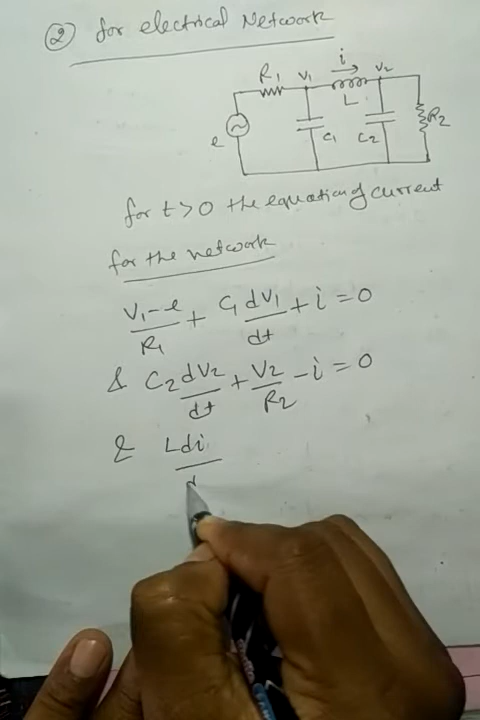 ② for electrical Network
R1 V1 i V2
L
e C1 C2 R2
for t>0 the equation of current
for the network
V1-e/R1 + C1 dV1/dt + i = 0
& C2 dV2/dt + V2/R2 - i = 0
& Ldi/d